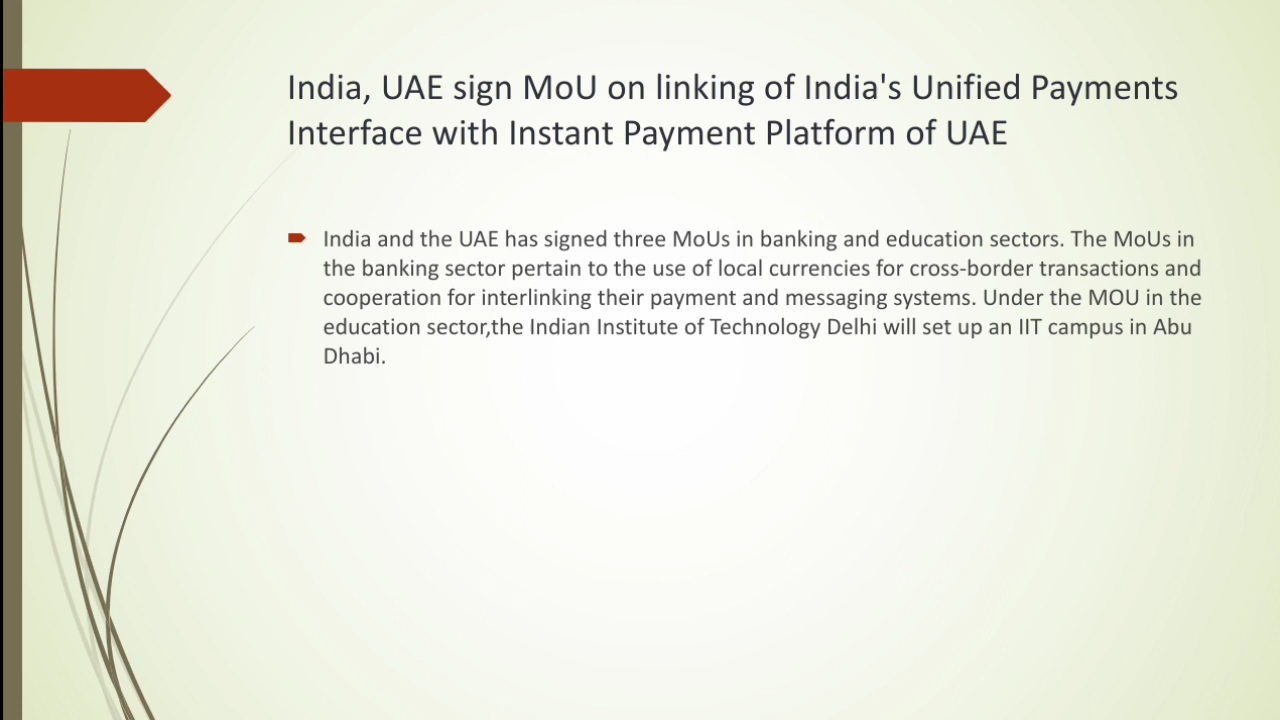 India, UAE sign MoU on linking of India's Unified Payments
Interface with Instant Payment Platform of UAE
India and the UAE has signed three MoUs in banking and education sectors. The MoUs in
the banking sector pertain to the use of local currencies for cross-border transactions and
cooperation for interlinking their payment and messaging systems. Under the MOU in the
education sector,the Indian Institute of Technology Delhi will set up an IIT campus in Abu
Dhabi.